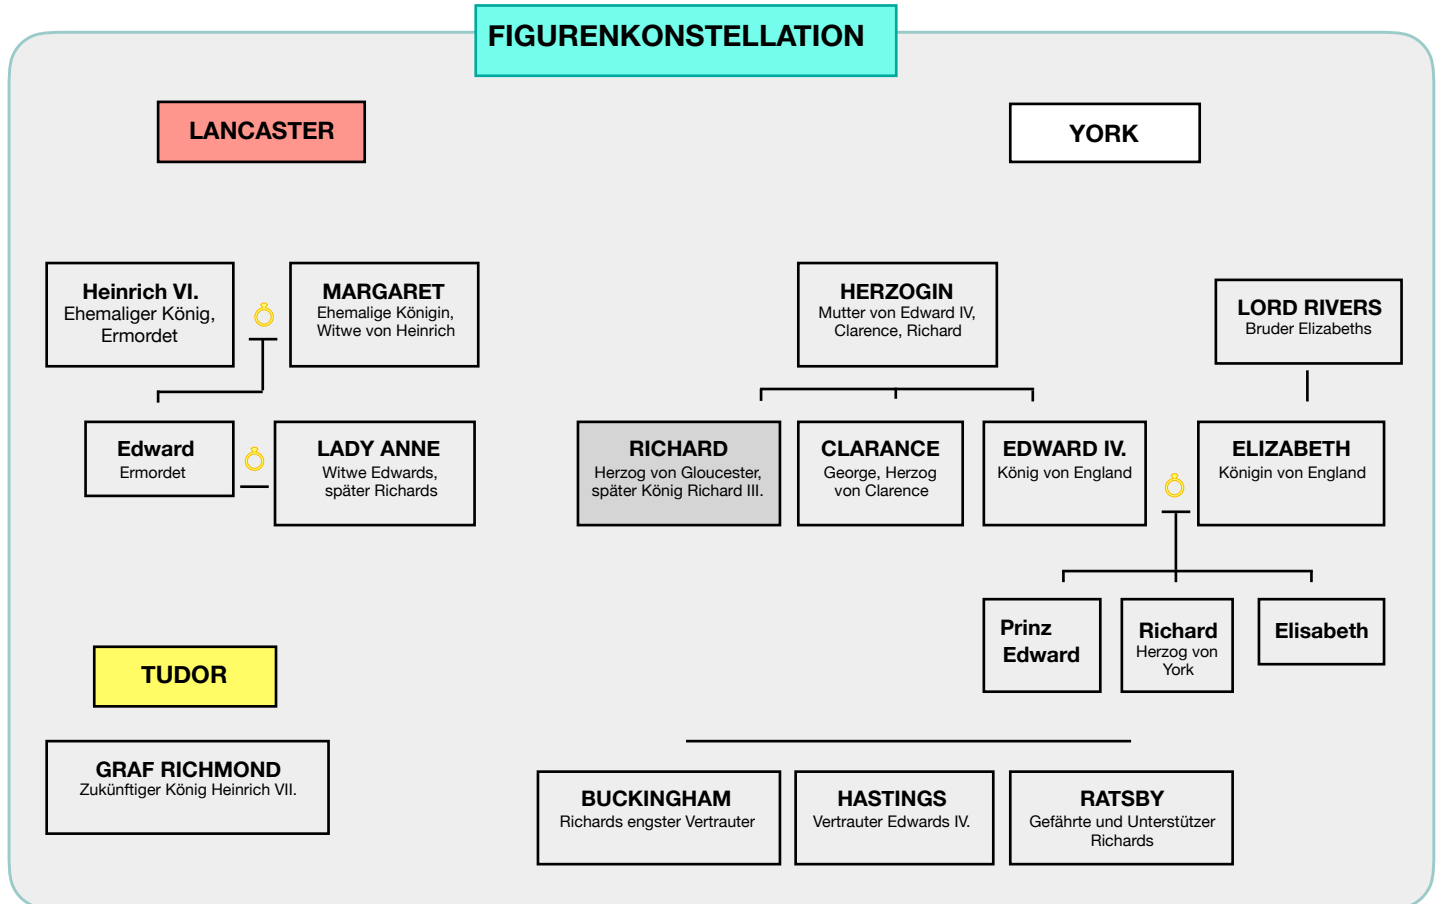 FIGURENKONSTELLATION
LANCASTER
YORK
Heinrich VI.
Ehemaliger König,
Ermordet
MARGARET
Ehemalige Königin,
Witwe von Heinrich
HERZOGIN
Mutter von Edward IV,
Clarence, Richard
LORD RIVERS
Bruder Elizabeths
Edward
Ermordet
LADY ANNE
Witwe Edwards,
später Richards
RICHARD
Herzog von Gloucester,
später König Richard III.
CLARANCE
George, Herzog
von Clarence
EDWARD IV.
König von England
ELIZABETH
Königin von England
Prinz
Edward
Richard
Herzog von
York
Elisabeth
TUDOR
GRAF RICHMOND
Zukünftiger König Heinrich VII.
BUCKINGHAM
Richards engster Vertrauter
HASTINGS
Vertrauter Edwards IV.
RATSBY
Gefährte und Unterstützer
Richards